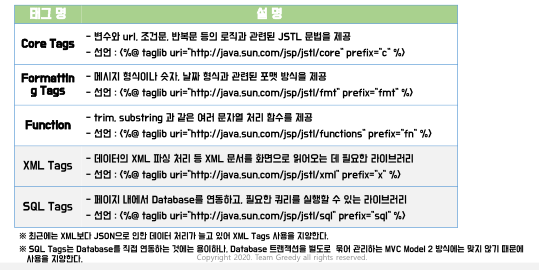 태그 명 설 명
Core Tags
- 변수와 url, 조건문, 반복문 등의 로직과 관련된 JSTL 문법을 제공
- 선언 : (%@ taglib uri="http://java.sun.com/jsp/jstl/core" prefix="c" %)
Formattin
g Tags
- 메시지 형식이나 숫자, 날짜 형식과 관련된 포맷 방식을 제공
- 선언 : (%@ taglib uri="http://java.sun.com/jsp/jstl/fmt" prefix="fmt" %)
Function
- trim, substring 과 같은 여러 문자열 처리 함수를 제공
- 선언 : (%@ taglib uri="http://java.sun.com/jsp/jstl/functions" prefix="fn" %)
XML Tags
- 데이터의 XML 파싱 처리 등 XML 문서를 화면으로 읽어오는 데 필요한 라이브러리
- 선언 : (%@ taglib uri="http://java.sun.com/jsp/jstl/xml" prefix="x" %)
SQL Tags
- 페이지 내에서 Database를 연동하고, 필요한 쿼리를 실행할 수 있는 라이브러리
- 선언 : (%@ taglib uri="http://java.sun.com/jsp/jstl/sql" prefix="sql" %)
※ 최근에는 XML보다 JSON으로 인한 데이터 처리가 늘고 있어 XML Tags 사용을 지양한다.
※ SQL Tags는 Database를 직접 연동하는 것에는 용이하나, Database 트랜잭션을 별도로 묶어 관리하는 MVC Model 2 방식에는 맞지 않기 때문에
사용을 지양한다.
Copyright 2020. Team Greedy all rights reserved.